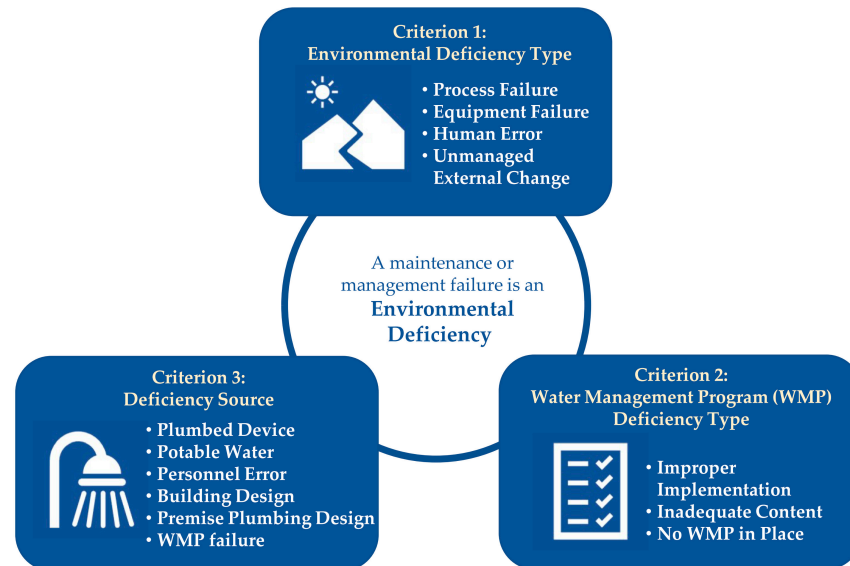 Criterion 1:
Environmental Deficiency Type
• Process Failure
• Equipment Failure
• Human Error
• Unmanaged
External Change
A maintenance or
management failure is an
Environmental
Deficiency
Criterion 3:
Deficiency Source
• Plumbed Device
• Potable Water
• Personnel Error
• Building Design
• Premise Plumbing Design
• WMP failure
Criterion 2:
Water Management Program (WMP)
Deficiency Type
• Improper
Implementation
• Inadequate Content
• No WMP in Place